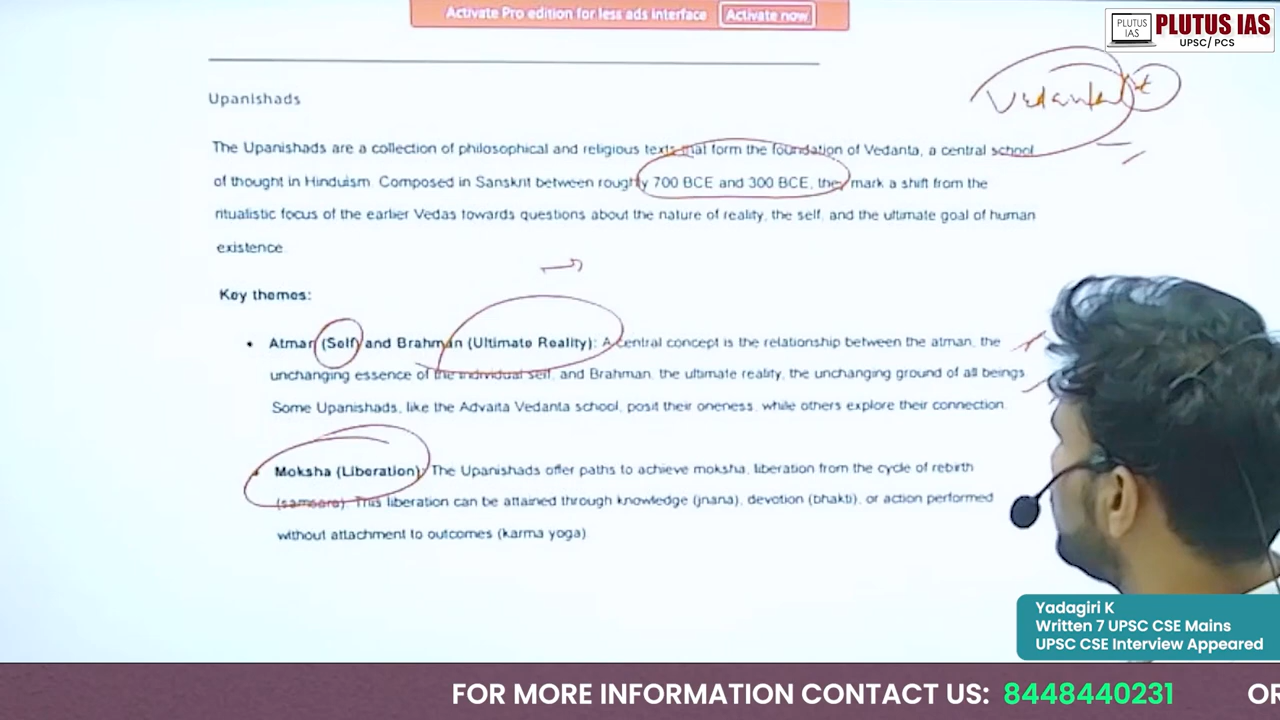 Activate Pro edition for less ads interface Activate now
PLUTUS IAS
PLUTUS IAS
UPSC/ PCS
Vedanta
Upanishads
The Upanishads are a collection of philosophical and religious texts that form the foundation of Vedanta, a central school
of thought in Hinduism. Composed in Sanskrit between roughly 700 BCE and 300 BCE, they mark a shift from the
ritualistic focus of the earlier Vedas towards questions about the nature of reality, the self, and the ultimate goal of human
existence
Key themes:
• Atman (Self) and Brahman (Ultimate Reality): A central concept is the relationship between the atman, the
unchanging essence of the individual self, and Brahman, the ultimate reality, the unchanging ground of all beings.
Some Upanishads, like the Advaita Vedanta school, posit their oneness, while others explore their connection.
• Moksha (Liberation): The Upanishads offer paths to achieve moksha, liberation from the cycle of rebirth
(samsara). This liberation can be attained through knowledge (jnana), devotion (bhakti), or action performed
without attachment to outcomes (karma yoga)
Yadagiri K
Written 7 UPSC CSE Mains
UPSC CSE Interview Appeared
FOR MORE INFORMATION CONTACT US: 8448440231 OR